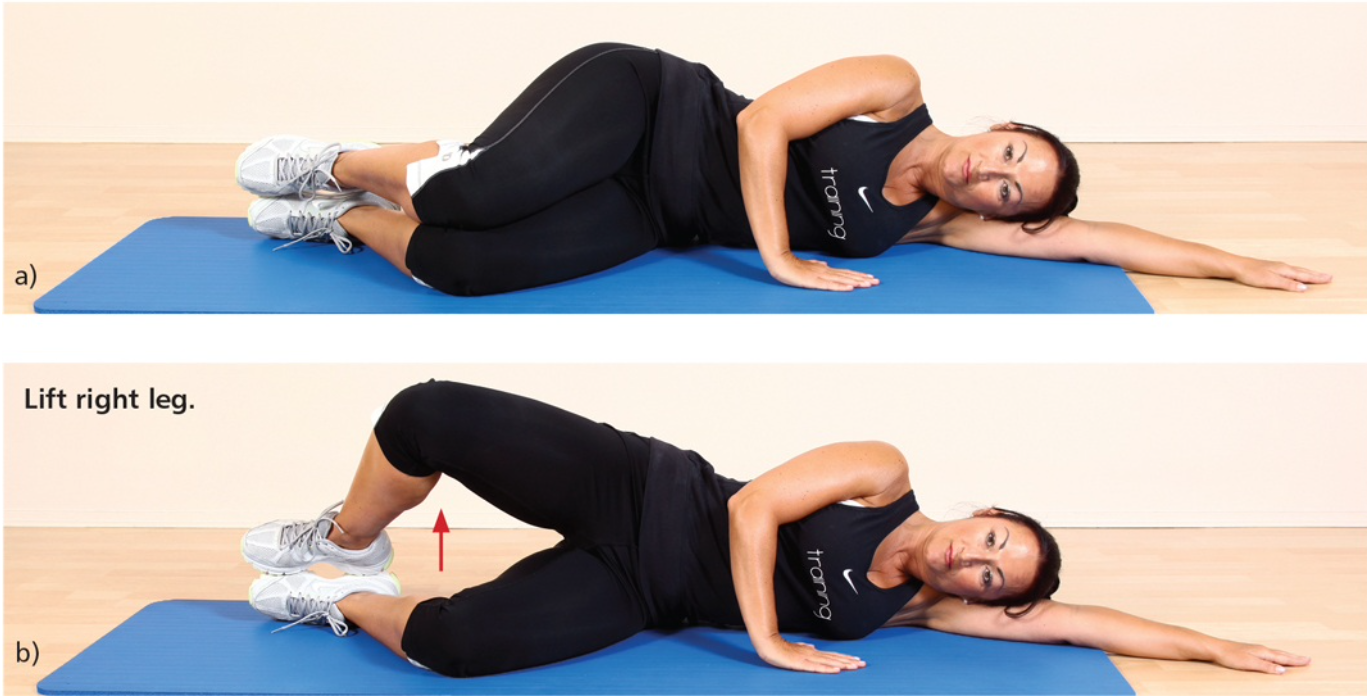 training
a)
Lift right leg.
training
b)